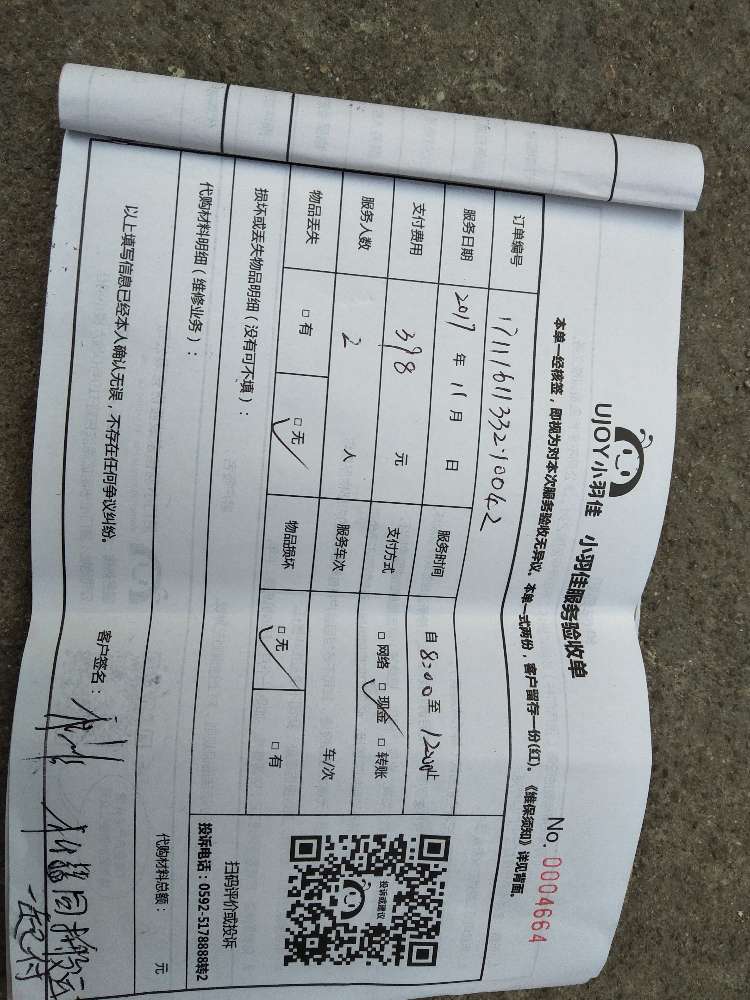 UJOY小羽佳 小羽佳服务验收单
No. 0004664
本单一经核签，即视为对本次服务验收无异议。本单一式两份，客户留存一份(红)。《维保须知》详见背面。
订单编号 1711161133240042
服务日期 2017 年 11 月 日 服务时间 自 8:00 至 12:00 止
支付费用 398 元 支付方式 □ 网络 □ 现金 □ 转账
服务人数 2 人 服务车次 车/次
物品丢失 □ 有 □ 无 物品损坏 □ 无 □ 有
损坏或丢失物品明细（没有可不填）：
代购材料明细（维修业务）：
代购材料总额： 元
以上填写信息已经本人确认无误，不存在任何争议纠纷。 客户签名：
投诉或建议
扫码评价或投诉
投诉电话：0592-5178888转2